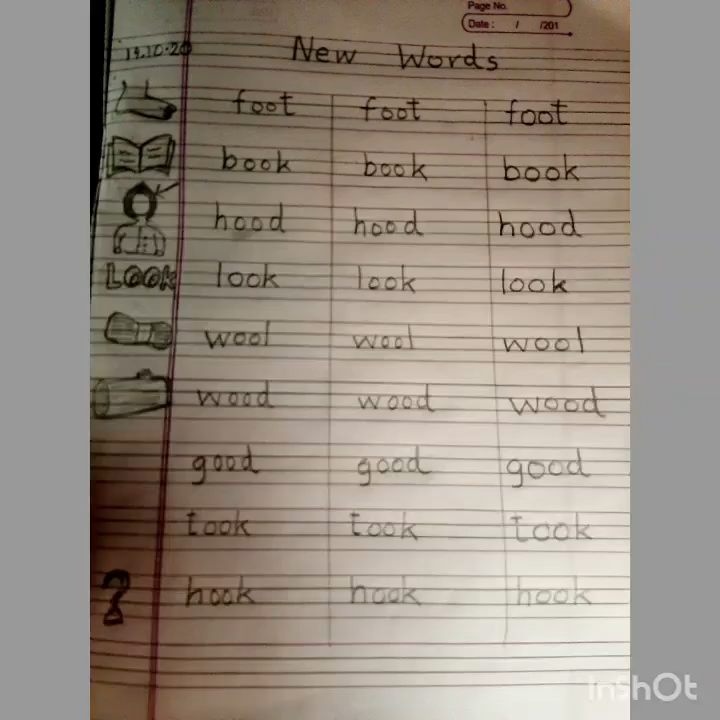 Page No.
Date : / /201
19.10.20 New Words
foot foot foot
book book book
hood hood hood
LOOK look look look
wool wool wool
wood wood wood
good good good
took took took
hook hook hook
InShOt